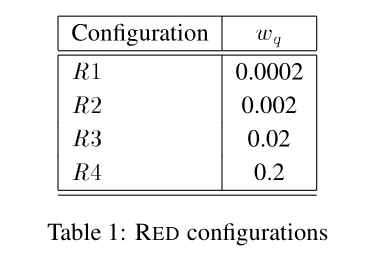 Configuration w_q
R1 0.0002
R2 0.002
R3 0.02
R4 0.2
Table 1: RED configurations